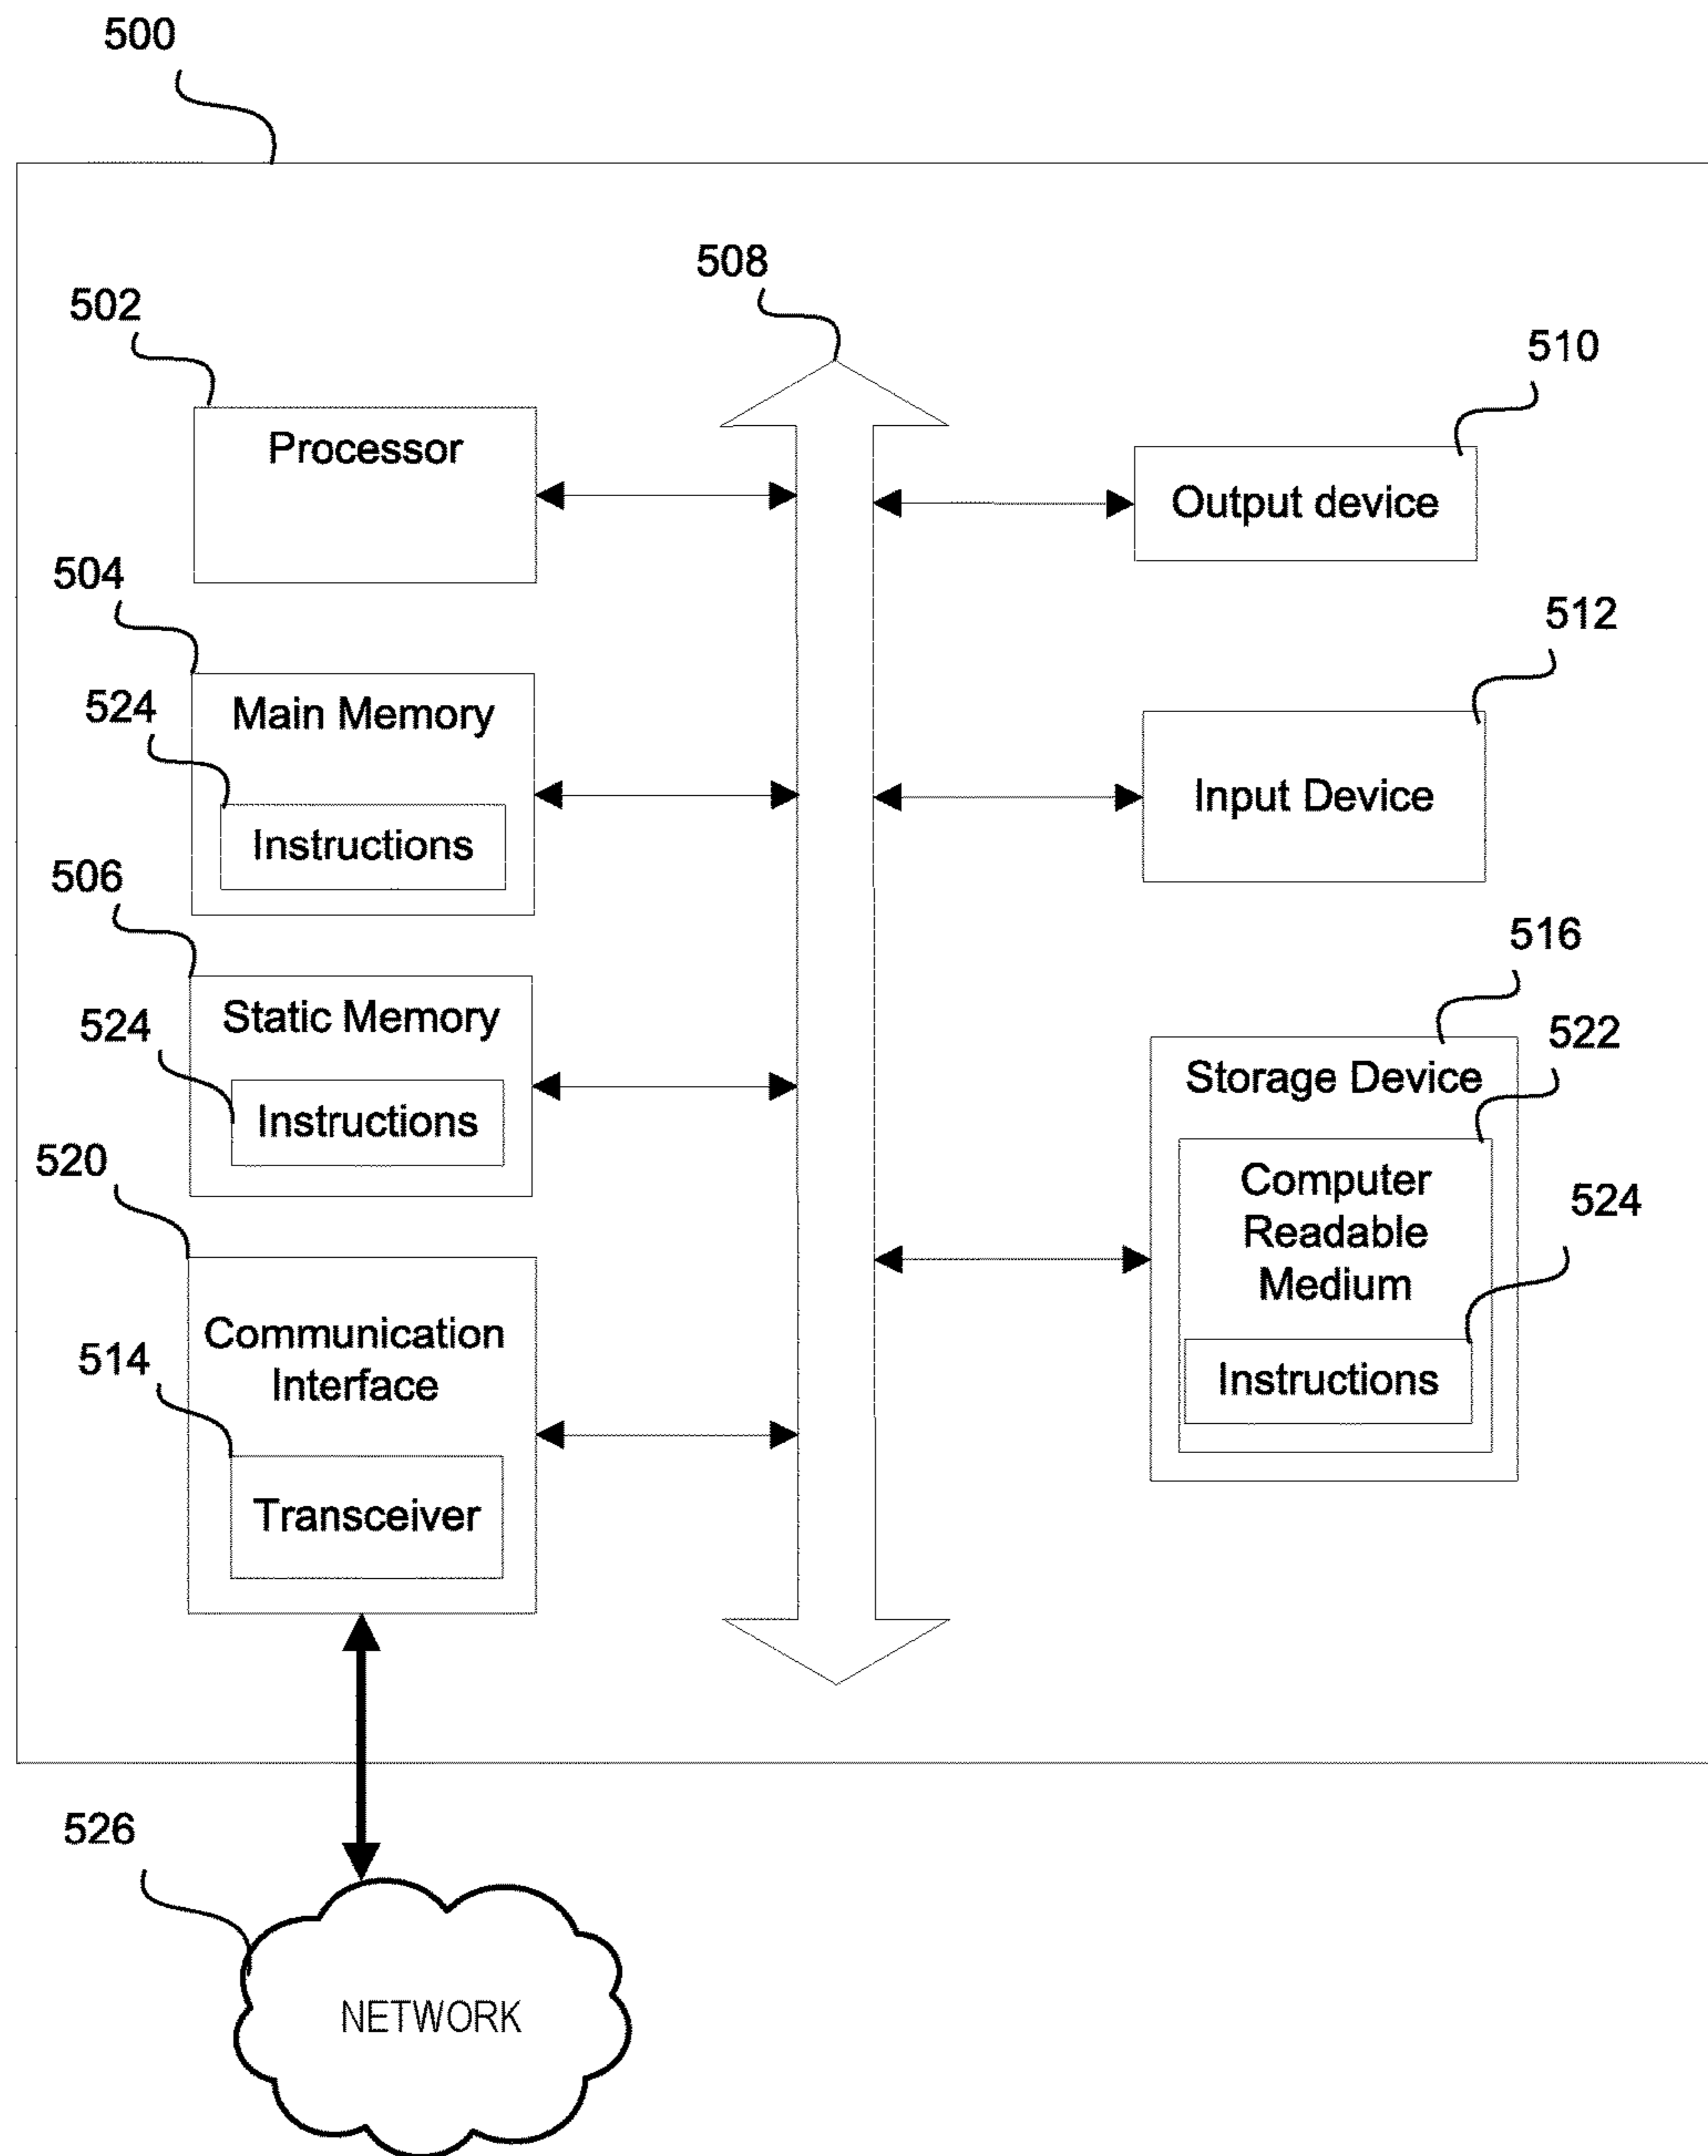 500
508
502
510
Processor
Output device
504
512
524
Main Memory
Input Device
Instructions
506
516
Static Memory
524
522
Storage Device
Instructions
520
Computer
Readable
Medium
524
Communication
Interface
514
Instructions
Transceiver
526
NETWORK